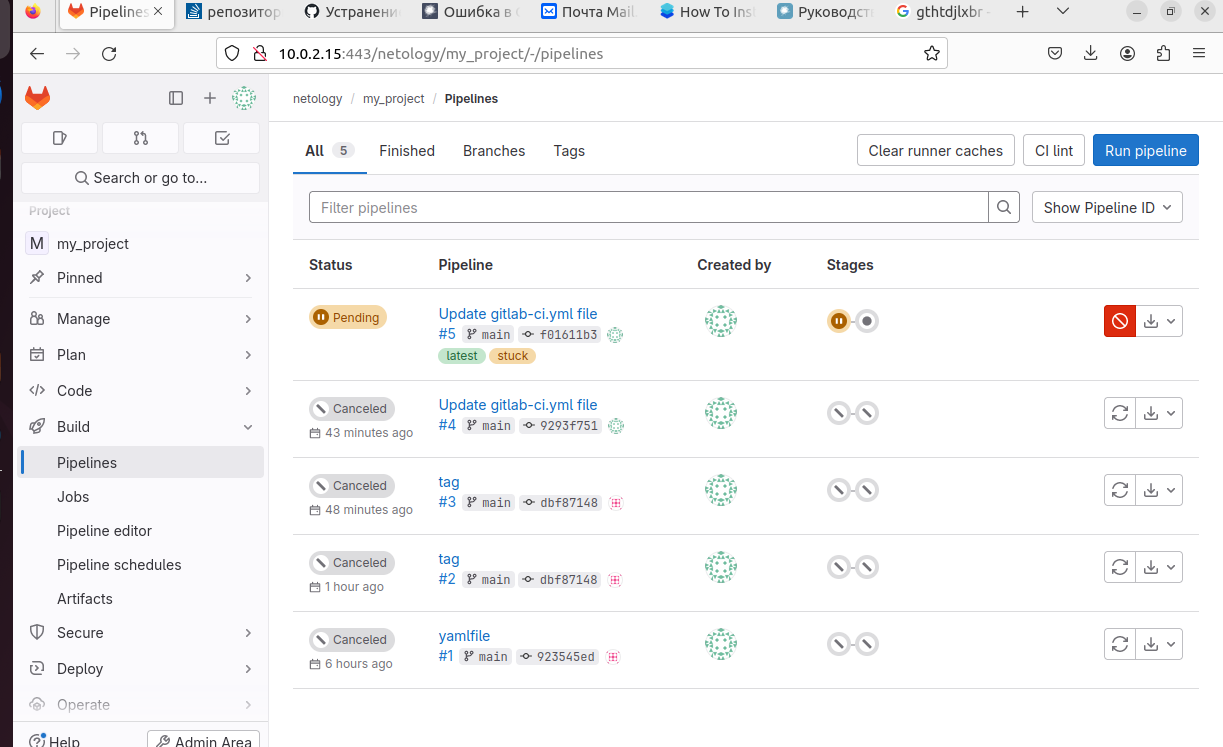 Pipelines
репозитор
Устранени
Ошибка в
Почта Mail
How To Ins
Руководст
gthtdjlxbr -
10.0.2.15:443/netology/my_project/-/pipelines
netology / my_project / Pipelines
Search or go to...
Project
M my_project
Pinned
Manage
Plan
Code
Build
Pipelines
Jobs
Pipeline editor
Pipeline schedules
Artifacts
Secure
Deploy
Operate
Help
Admin Area
All 5 Finished Branches Tags
Clear runner caches CI lint Run pipeline
Filter pipelines Show Pipeline ID
Status Pipeline Created by Stages
Pending Update gitlab-ci.yml file
#5 main f01611b3
latest stuck
Canceled Update gitlab-ci.yml file
43 minutes ago #4 main 9293f751
Canceled tag
48 minutes ago #3 main dbf87148
Canceled tag
1 hour ago #2 main dbf87148
Canceled yamlfile
6 hours ago #1 main 923545ed